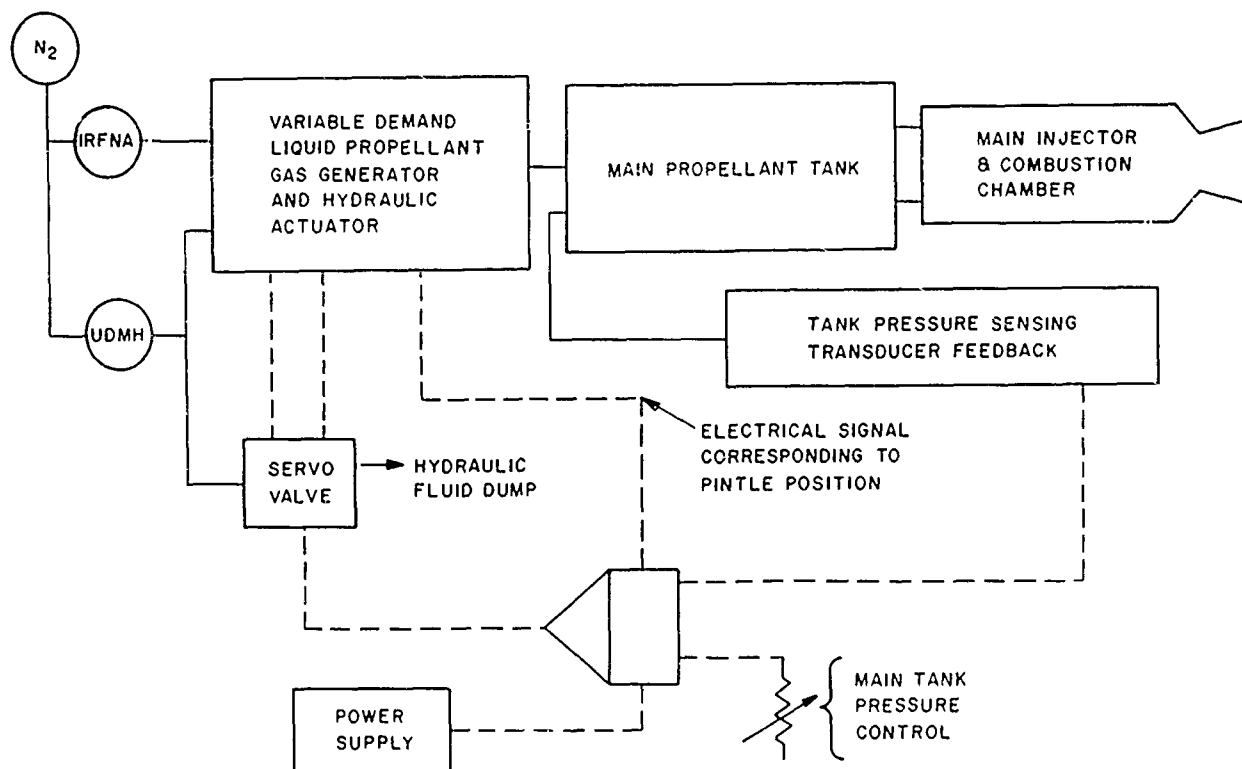 N2
IRFNA
UDMH
VARIABLE DEMAND
LIQUID PROPELLANT
GAS GENERATOR
AND HYDRAULIC
ACTUATOR
MAIN PROPELLANT TANK
MAIN INJECTOR
& COMBUSTION
CHAMBER
TANK PRESSURE SENSING
TRANSDUCER FEEDBACK
SERVO
VALVE
HYDRAULIC
FLUID DUMP
ELECTRICAL SIGNAL
CORRESPONDING TO
PINTLE POSITION
POWER
SUPPLY
MAIN TANK
PRESSURE
CONTROL